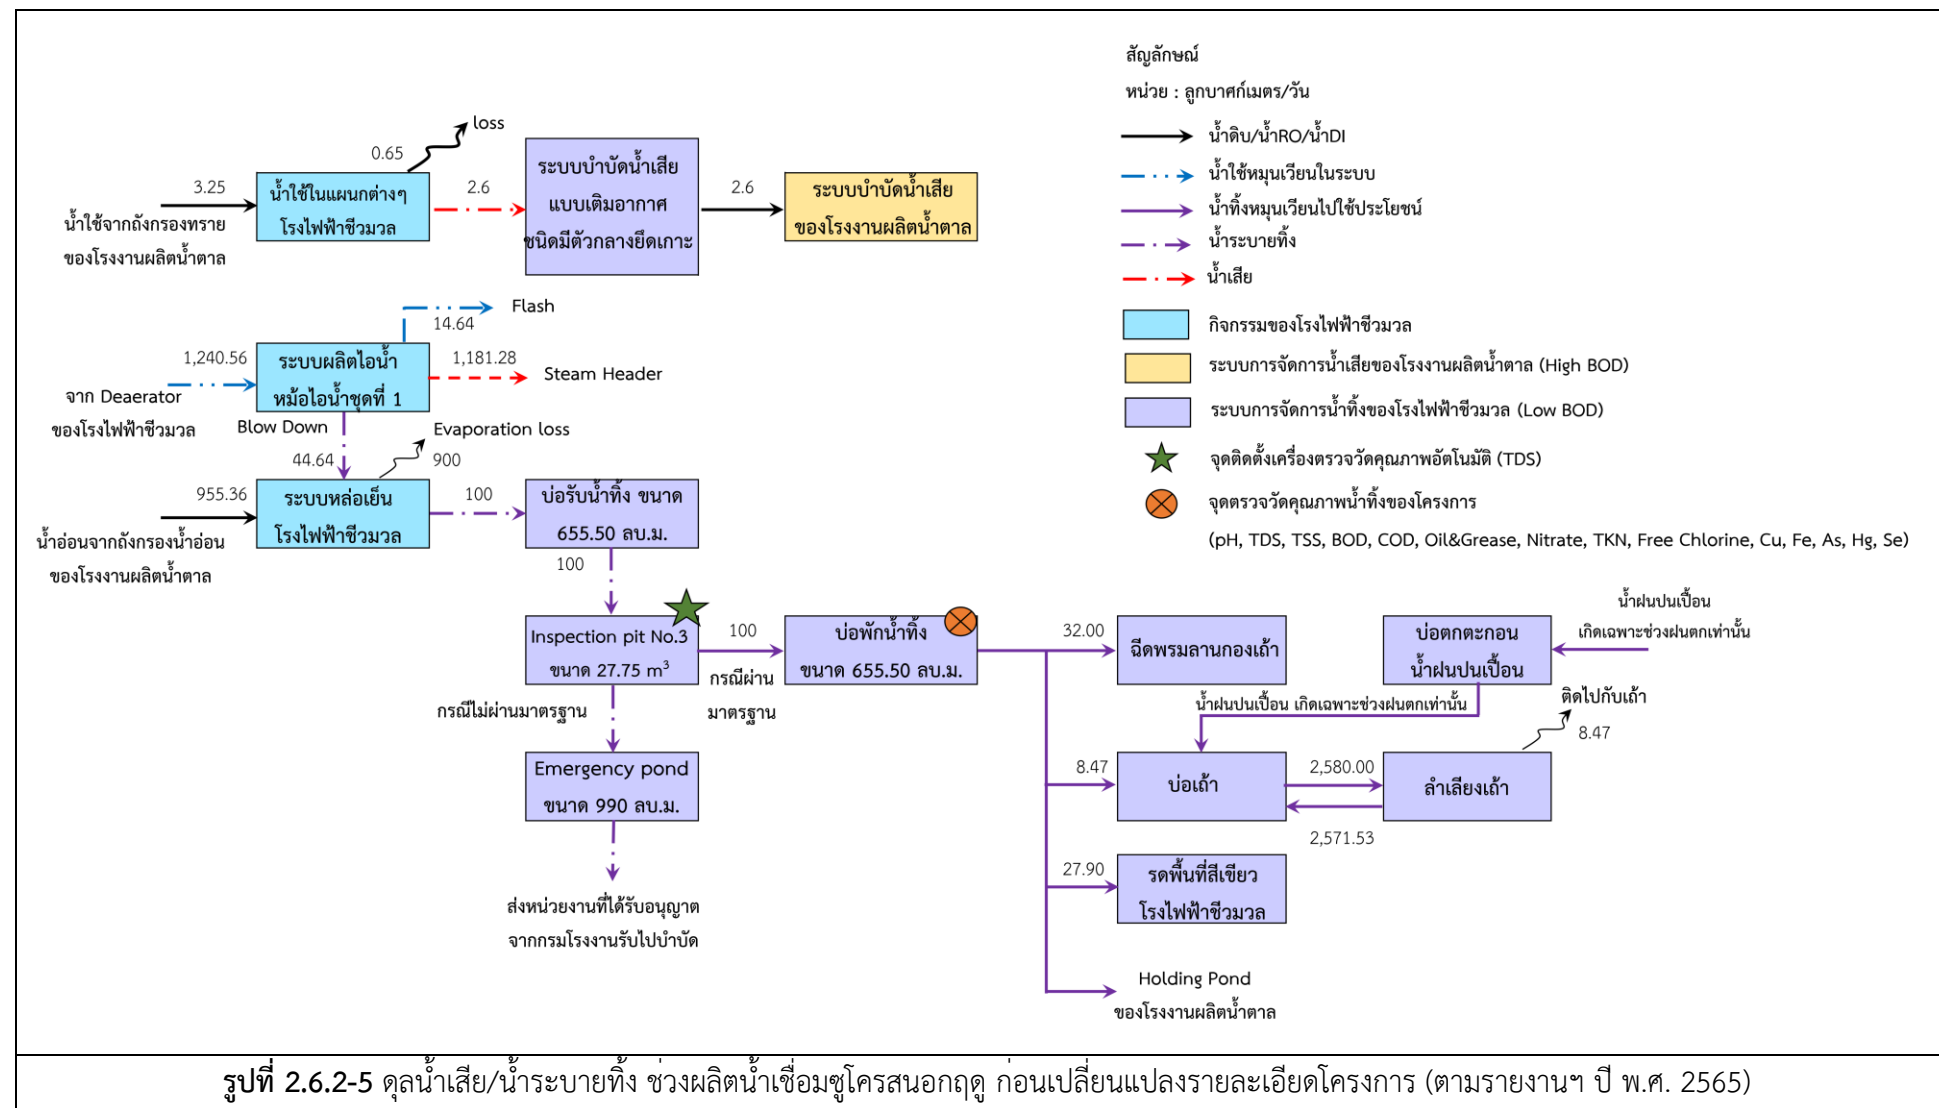 สัญลักษณ์
หน่วย : ลูกบาศก์เมตร/วัน
น้ำดิบ/น้ำRO/น้ำDI
น้ำใช้หมุนเวียนในระบบ
น้ำทิ้งหมุนเวียนไปใช้ประโยชน์
น้ำระบายทิ้ง
น้ำเสีย
กิจกรรมของโรงไฟฟ้าชีวมวล
ระบบการจัดการน้ำเสียของโรงงานผลิตน้ำตาล (High BOD)
ระบบการจัดการน้ำทิ้งของโรงไฟฟ้าชีวมวล (Low BOD)
จุดติดตั้งเครื่องตรวจวัดคุณภาพอัตโนมัติ (TDS)
จุดตรวจวัดคุณภาพน้ำทิ้งของโครงการ
(pH, TDS, TSS, BOD, COD, Oil&Grease, Nitrate, TKN, Free Chlorine, Cu, Fe, As, Hg, Se)
loss
0.65
3.25
น้ำใช้จากถังกรองทราย
ของโรงงานผลิตน้ำตาล
น้ำใช้ในแผนกต่างๆ
โรงไฟฟ้าชีวมวล
2.6
ระบบบำบัดน้ำเสีย
แบบเติมอากาศ
ชนิดมีตัวกลางยึดเกาะ
2.6
ระบบบำบัดน้ำเสีย
ของโรงงานผลิตน้ำตาล
Flash
14.64
1,240.56
จาก Deaerator
ของโรงไฟฟ้าชีวมวล
ระบบผลิตไอน้ำ
หม้อไอน้ำชุดที่ 1
1,181.28
Steam Header
Blow Down
44.64
Evaporation loss
900
955.36
น้ำอ่อนจากถังกรองน้ำอ่อน
ของโรงงานผลิตน้ำตาล
ระบบหล่อเย็น
โรงไฟฟ้าชีวมวล
100
บ่อรับน้ำทิ้ง ขนาด
655.50 ลบ.ม.
100
Inspection pit No.3
ขนาด 27.75 m³
100
กรณีผ่าน
มาตรฐาน
กรณีไม่ผ่านมาตรฐาน
Emergency pond
ขนาด 990 ลบ.ม.
ส่งหน่วยงานที่ได้รับอนุญาต
จากกรมโรงงานรับไปบำบัด
บ่อพักน้ำทิ้ง
ขนาด 655.50 ลบ.ม.
32.00
ฉีดพรมลานกองเถ้า
บ่อตกตะกอน
น้ำฝนปนเปื้อน
น้ำฝนปนเปื้อน
เกิดเฉพาะช่วงฝนตกเท่านั้น
น้ำฝนปนเปื้อน เกิดเฉพาะช่วงฝนตกเท่านั้น
ติดไปกับเถ้า
8.47
8.47
บ่อเถ้า
2,580.00
2,571.53
ลำเลียงเถ้า
27.90
รดพื้นที่สีเขียว
โรงไฟฟ้าชีวมวล
Holding Pond
ของโรงงานผลิตน้ำตาล
รูปที่ 2.6.2-5 ดุลน้ำเสีย/น้ำระบายทิ้ง ช่วงผลิตน้ำเชื่อมซูโครสนอกฤดู ก่อนเปลี่ยนแปลงรายละเอียดโครงการ (ตามรายงานฯ ปี พ.ศ. 2565)